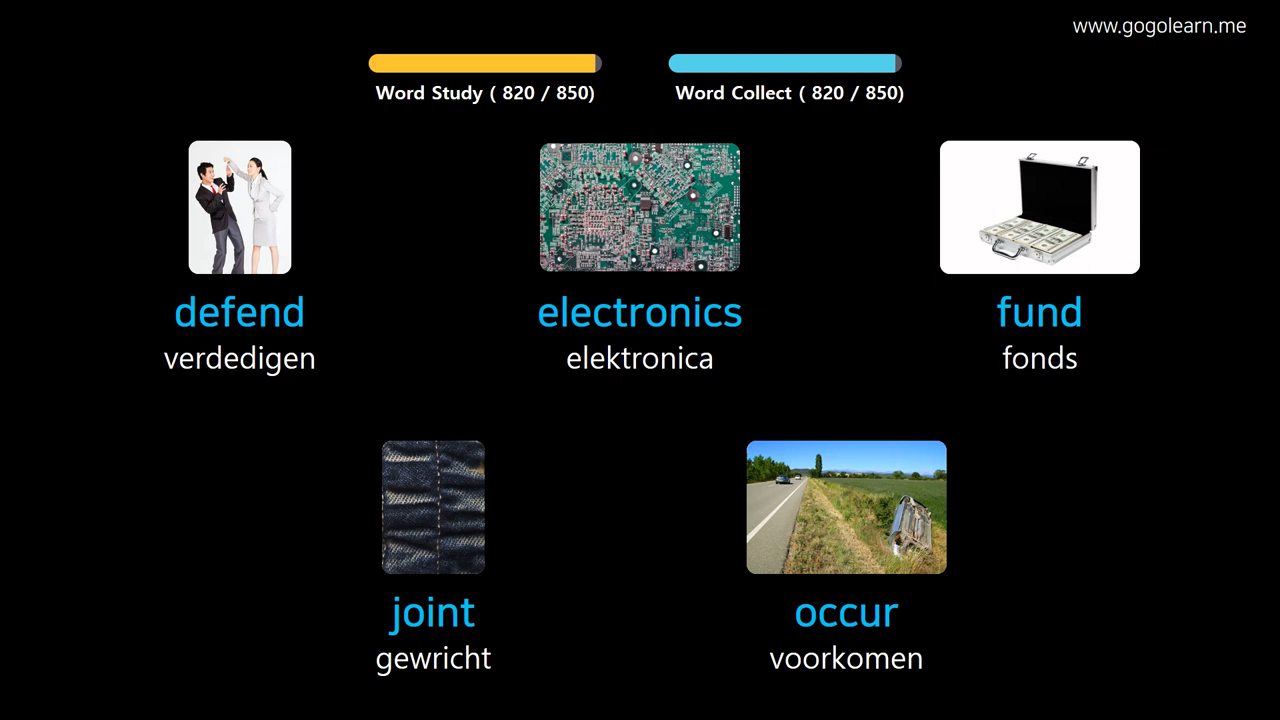 www.gogolearn.me
Word Study ( 820 / 850)
Word Collect ( 820 / 850)
defend
verdedigen
electronics
elektronica
fund
fonds
joint
gewricht
occur
voorkomen